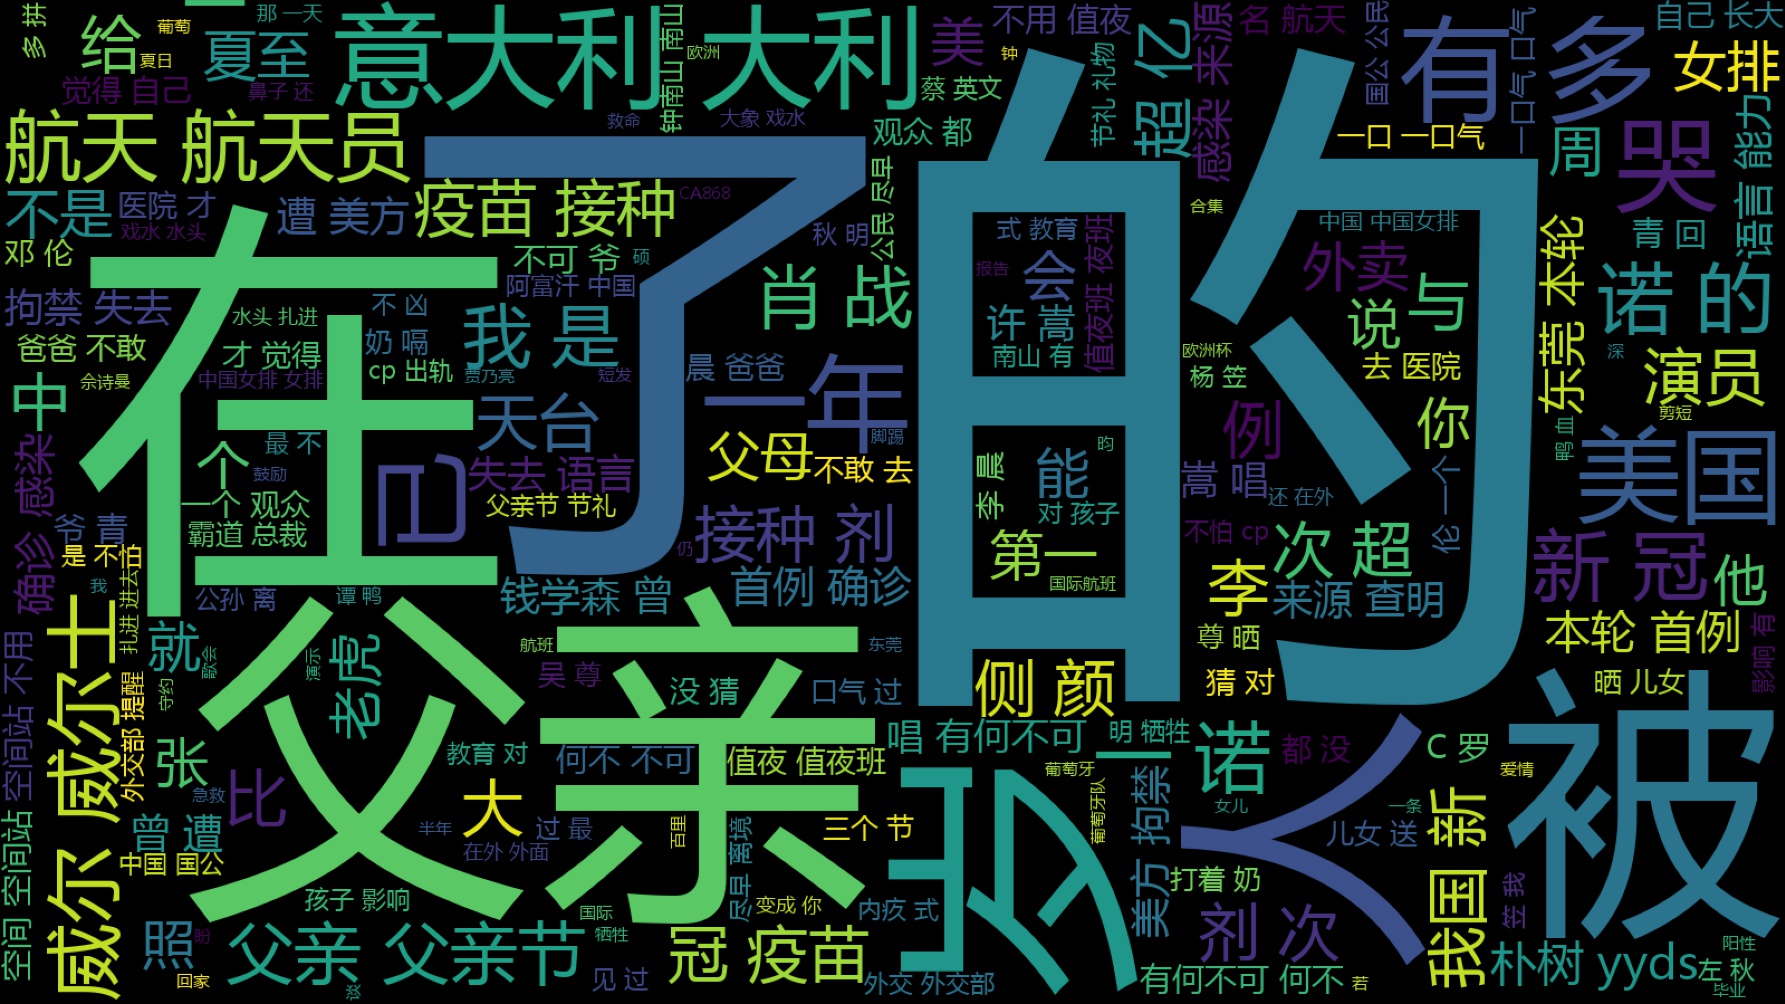 多 拼
葡萄
那 一天
给
夏日
夏至
觉得 自己
鼻子 还
意大利 大利
钟南山 南山
欧洲
美
不用 值夜
钟
蔡 英文
救命
大象 戏水
观众 都
节礼 礼物
超 亿
感染 来源
名 航天
国公 公民
有 多
一口气 口气
自己 长大
女排
航天 航天员
一口 一口气
周
哭
语言 能力
不是
医院 才
戏水 水头
遭 美方
疫苗 接种
CA868
公民 尽早
合集
中国 中国女排
青 回
邓 伦
在
了
的
不可 爷
硕
秋 明
式 教育
值夜班 夜班
报告
会
外卖
东莞 本轮
诺 的
拘禁 失去
不 凶
阿富汗 中国
肖 战
许 嵩
南山 有
说
与
水头 扎进
奶 嗝
我 是
爸爸 不敢
才 觉得
欧洲杯
杨 笠
去 医院
深
中
佘诗曼
中国女排 女排
cp 出轨
贾乃亮
短发
晨 爸爸
一年
演员
剪短
天台
例
你
感染
最 不
个
鼓励
已
失去 语言
父母
不敢 去
脚踢
李 晨
能
昀
对 孩子
嵩 唱
还 在外
伦 一个
鸭 血
美国
一个 观众
父亲节 节礼
爷 青
霸道 总裁
是 不怕
确诊
接种 剂
仍
第一
国际航班
不怕 cp
次 超
新 冠
他
我
公孙 离
谭 鸭
钱学森 曾
首例 确诊
李
来源 查明
扎进 进去
威尔 威尔士
就
歌会
演示
老虎
父亲
航班
东莞
尊 晒
本轮 首例
影响 有
空间站 不用
外交部 提醒
守约
吴 尊
没 猜
口气 过
侧 颜
猜 对
晒 儿女
被
张
教育 对
何不 不可
值夜 值夜班
唱 有何不可
明 牺牲
诺
都 没
C 罗
急救
比
葡萄牙
葡萄牙队
爱情
曾 遭
半年
大
过 最
三个 节
出
女儿
一条
人
空间 空间站
中国 国公
在外 外面
百里
尽早 离境
美方 拘禁
儿女 送
我国 新
孩子 影响
国际
变成 你
内疚 式
打着 奶
笠 我
照
盼
父亲 父亲节
牺牲
冠 疫苗
剂 次
回家
见 过
外交 外交部
有何不可 何不
若
朴树 yyds
左 秋
阳性
毕业